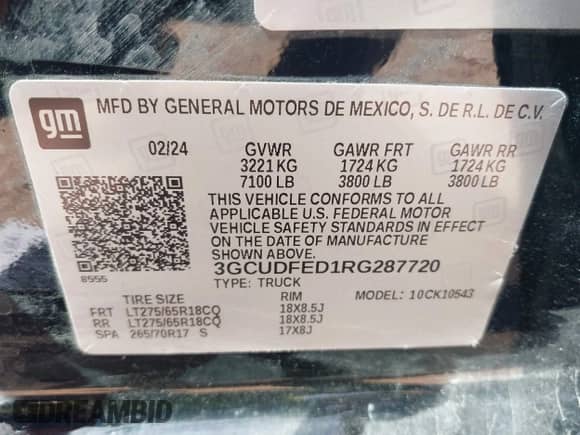 gm
MFD BY GENERAL MOTORS DE MEXICO, S. DE R.L. DE C.V.
02/24 GVWR GAWR FRT GAWR RR
3221 KG 1724 KG 1724 KG
7100 LB 3800 LB 3800 LB
THIS VEHICLE CONFORMS TO ALL
APPLICABLE U.S. FEDERAL MOTOR
VEHICLE SAFETY STANDARDS IN EFFECT
ON THE DATE OF MANUFACTURE
SHOWN ABOVE.
3GCUDFED1RG287720
8555 TYPE: TRUCK MODEL: 10CK10543
TIRE SIZE RIM
FRT LT275/65R18CQ 18X8.5J
RR LT275/65R18CQ 18X8.5J
SPA 265/70R17 S 17X8J
DREAMBID